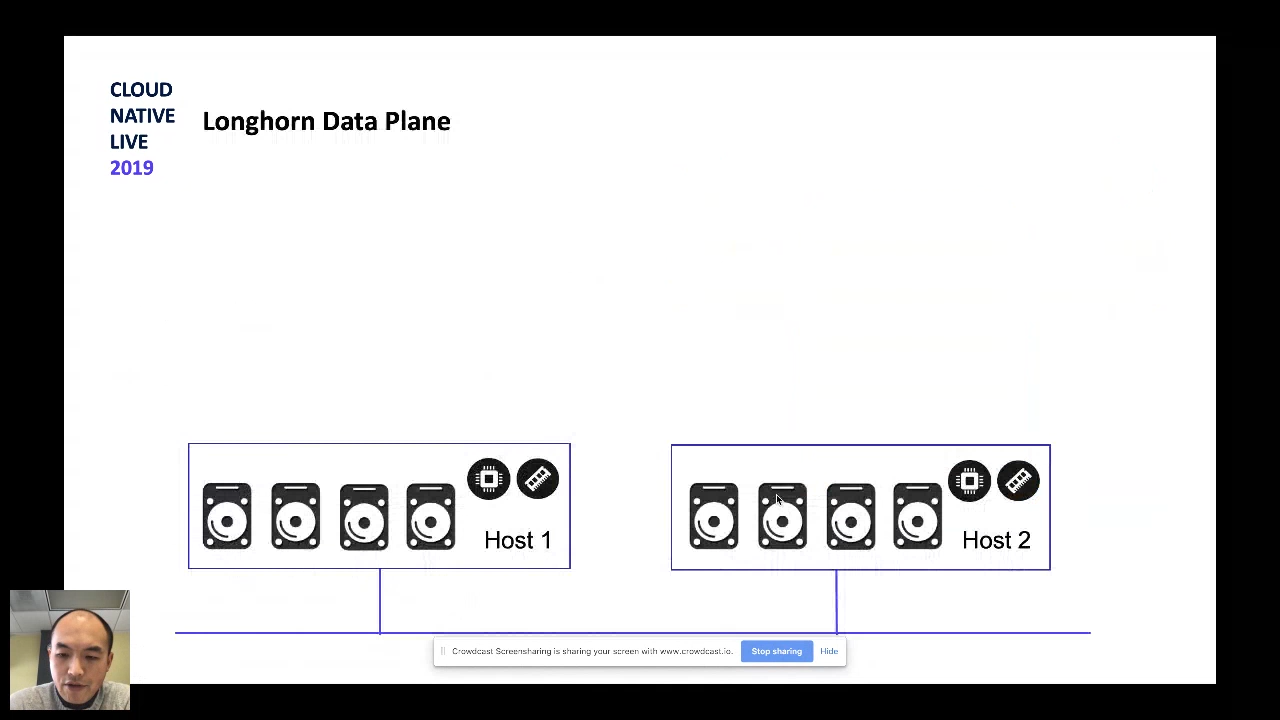 CLOUD
NATIVE
LIVE
2019
Longhorn Data Plane
Host 1
Host 2
Crowdcast Screensharing is sharing your screen with www.crowdcast.io.
Stop sharing
Hide